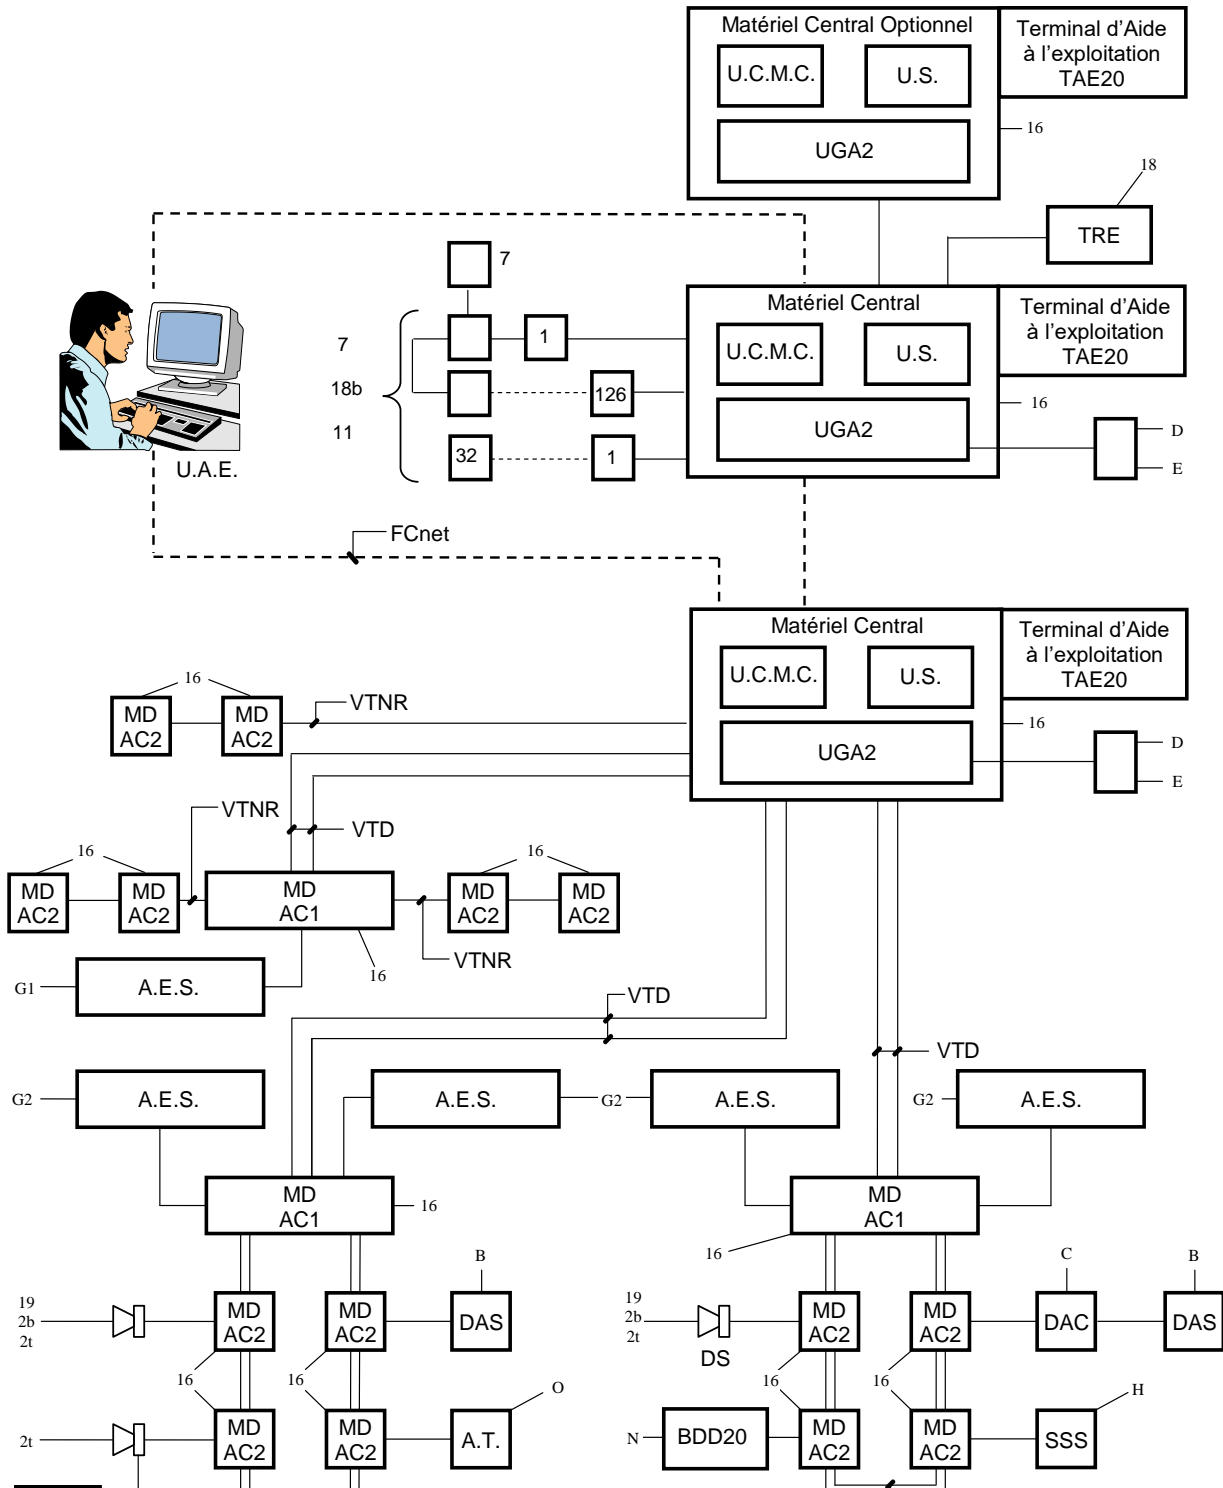 Matériel Central Optionnel
Terminal d'Aide
à l'exploitation
TAE20
U.C.M.C.
U.S.
UGA2
16
18
TRE
7
Matériel Central
Terminal d'Aide
à l'exploitation
TAE20
7
1
U.C.M.C.
U.S.
18b
126
16
11
UGA2
D
32
1
E
U.A.E.
FCnet
Matériel Central
Terminal d'Aide
à l'exploitation
TAE20
U.C.M.C.
U.S.
16
VTNR
MD
AC2
MD
AC2
16
UGA2
D
E
VTNR
VTD
16
16
MD
AC2
MD
AC2
MD
AC1
MD
AC2
MD
AC2
VTNR
16
G1
A.E.S.
VTD
VTD
G2
A.E.S.
A.E.S.
G2
A.E.S.
G2
A.E.S.
MD
AC1
16
MD
AC1
16
B
C
B
19
2b
2t
MD
AC2
MD
AC2
DAS
19
2b
2t
DS
MD
AC2
MD
AC2
DAC
DAS
16
16
O
16
16
H
2t
MD
AC2
MD
AC2
A.T.
N
BDD20
MD
AC2
MD
AC2
SSS